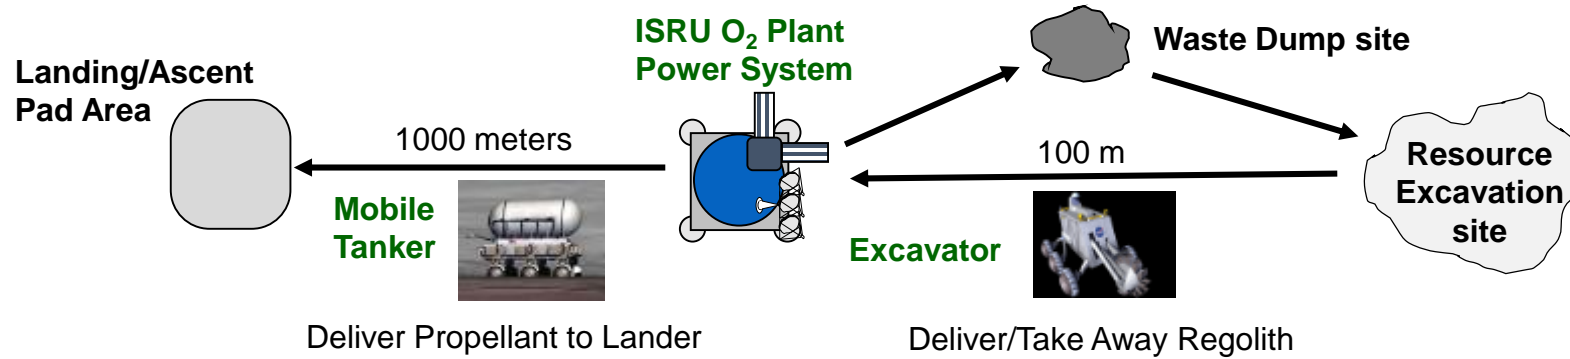 Landing/Ascent
Pad Area
1000 meters
Mobile
Tanker
Deliver Propellant to Lander
ISRU O₂ Plant
Power System
Waste Dump site
100 m
Excavator
Resource
Excavation
site
Deliver/Take Away Regolith